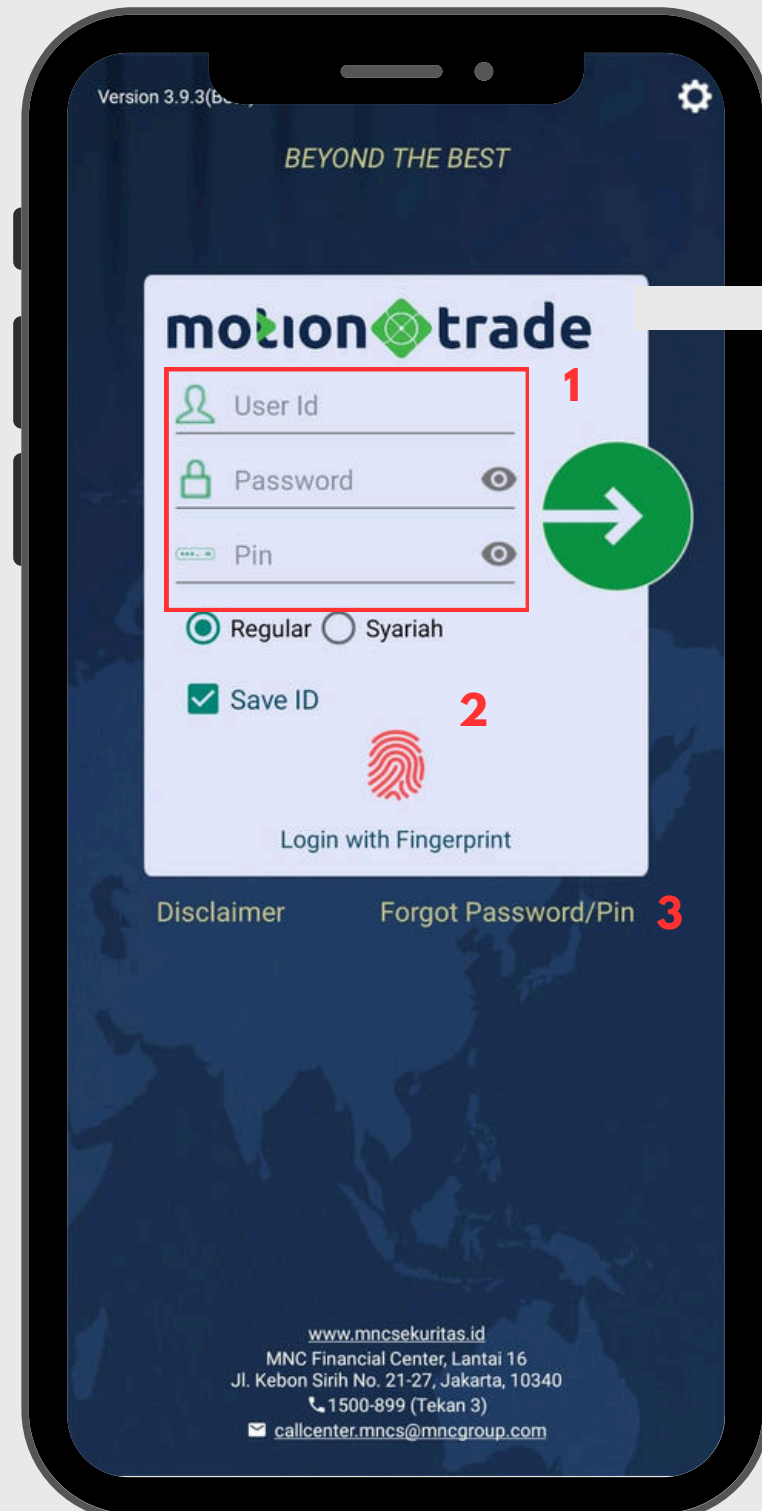 Version 3.9.3
BEYOND THE BEST
motion trade
1
User Id
Password
Pin
Regular Syariah
Save ID
2
Login with Fingerprint
Disclaimer Forgot Password/Pin 3
www.mncsekuritas.id
MNC Financial Center, Lantai 16
Jl. Kebon Sirih No. 21-27, Jakarta, 10340
1500-899 (Tekan 3)
callcenter.mncs@mncgroup.com